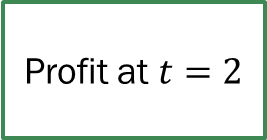 Profit at t = 2